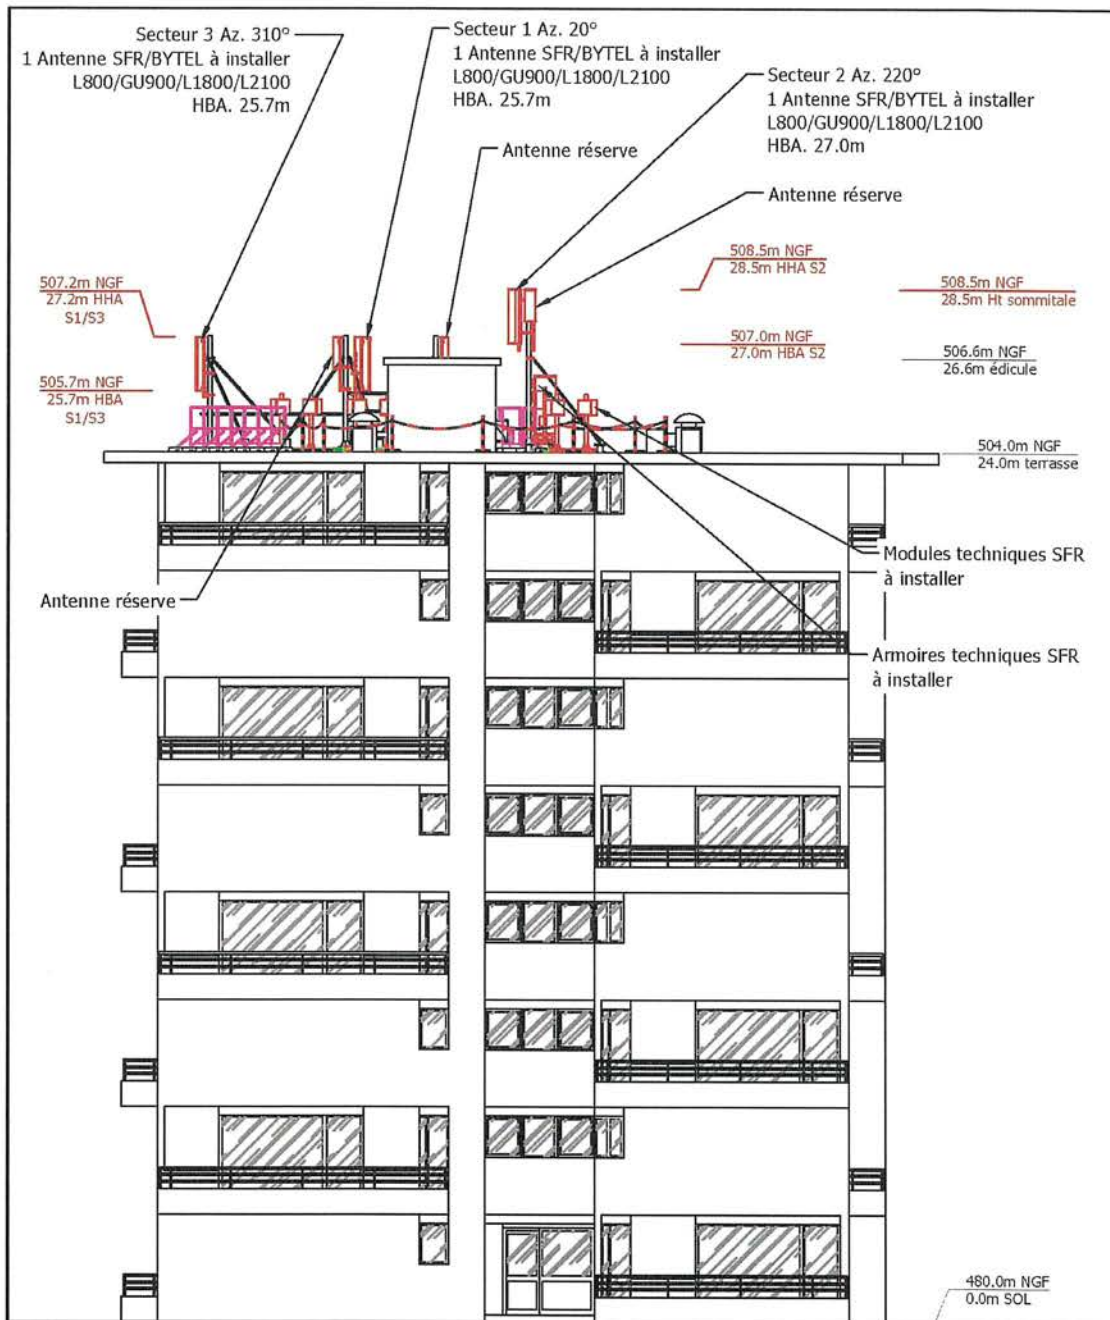 Secteur 3 Az. 310°
1 Antenne SFR/BYTEL à installer
L800/GU900/L1800/L2100
HBA. 25.7m
Secteur 1 Az. 20°
1 Antenne SFR/BYTEL à installer
L800/GU900/L1800/L2100
HBA. 25.7m
Secteur 2 Az. 220°
1 Antenne SFR/BYTEL à installer
L800/GU900/L1800/L2100
HBA. 27.0m
Antenne réserve
Antenne réserve
507.2m NGF
27.2m HHA
S1/S3
505.7m NGF
25.7m HBA
S1/S3
508.5m NGF
28.5m HHA S2
507.0m NGF
27.0m HBA S2
508.5m NGF
28.5m Ht sommitale
506.6m NGF
26.6m édicule
504.0m NGF
24.0m terrasse
Antenne réserve
Modules techniques SFR
à installer
Armoires techniques SFR
à installer
480.0m NGF
0.0m SOL